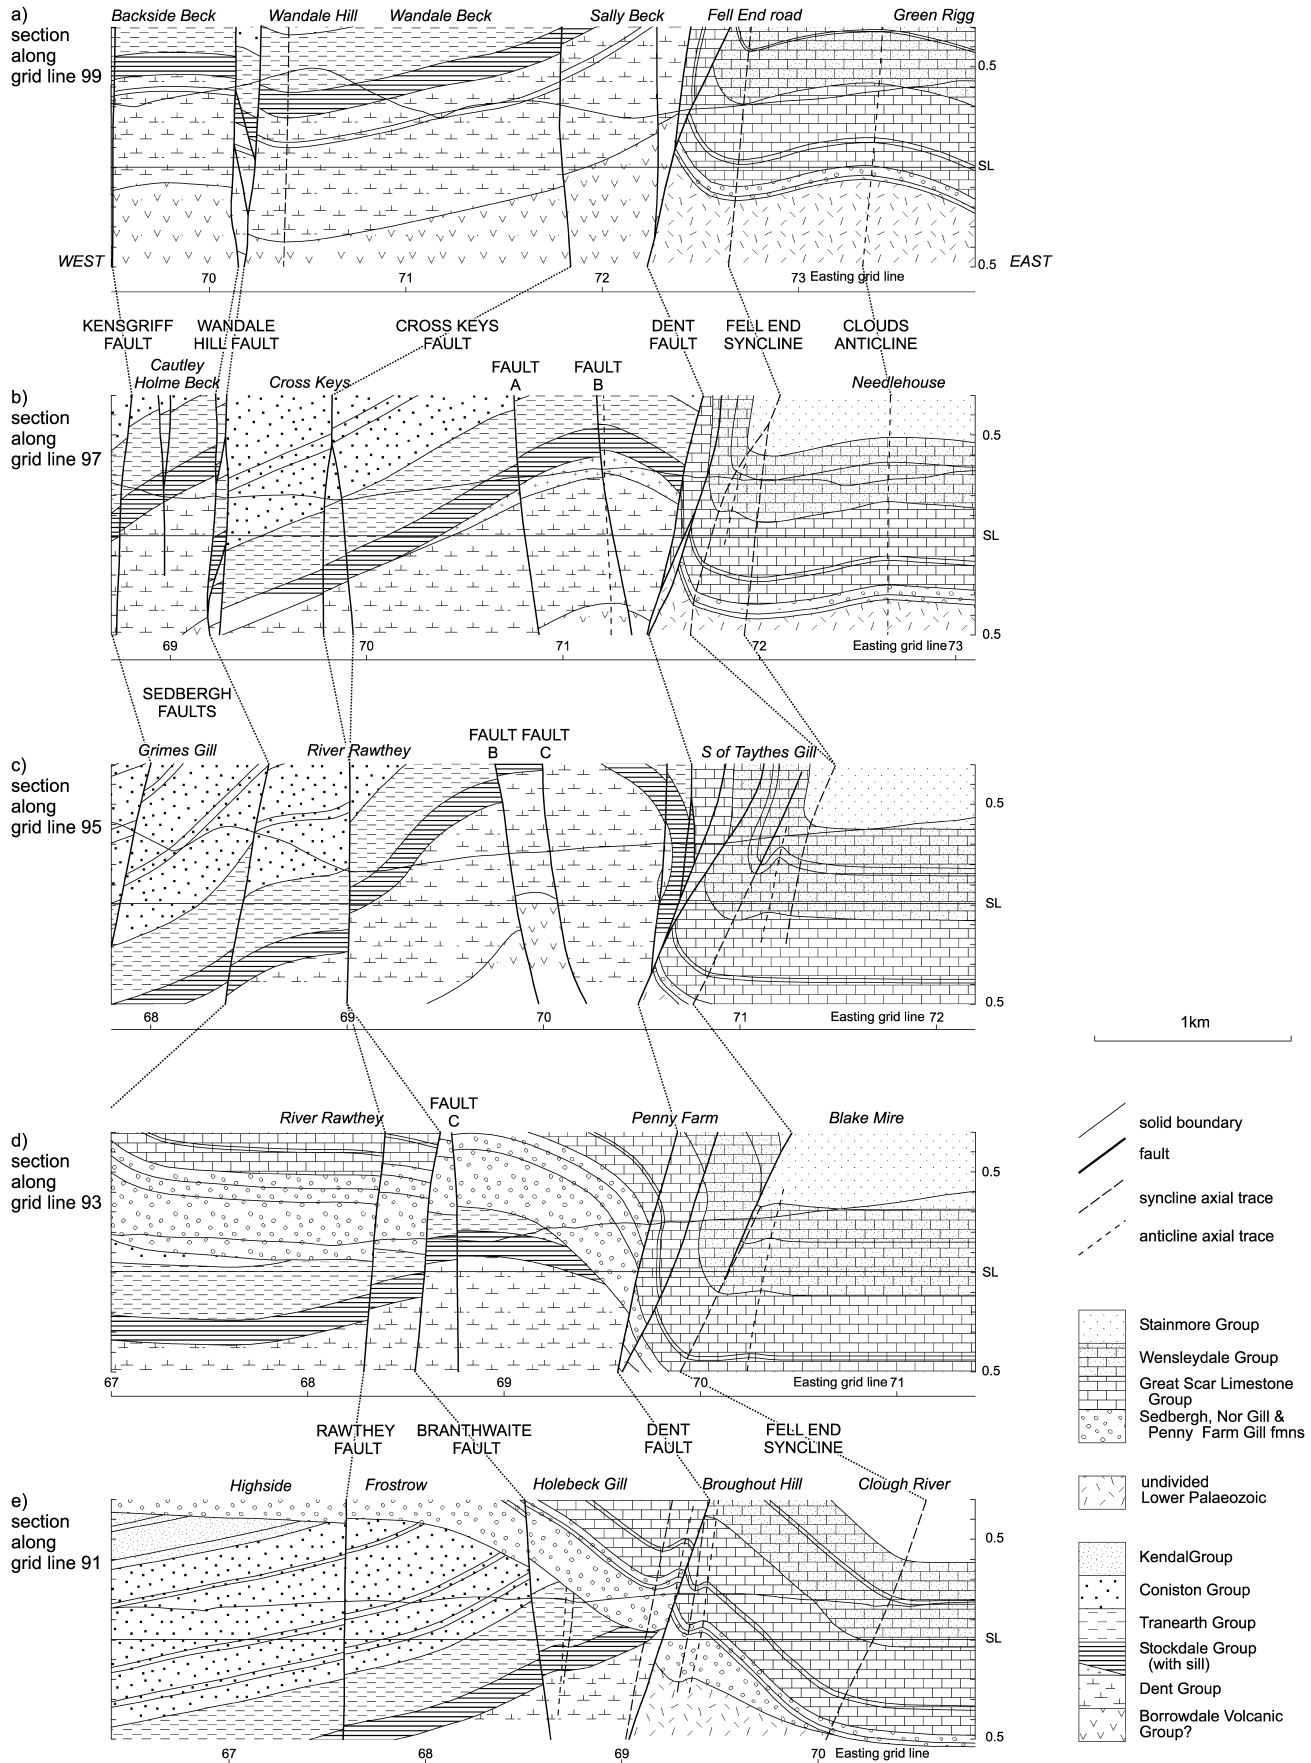 a)
section
along
grid line 99
Backside Beck
Wandale Hill
Wandale Beck
Sally Beck
Fell End road
Green Rigg
0.5
SL
0.5
WEST
EAST
70
71
72
73
Easting grid line
KENSGRIFF
FAULT
WANDALE
HILL FAULT
CROSS KEYS
FAULT
DENT
FAULT
FELL END
SYNCLINE
CLOUDS
ANTICLINE
b)
section
along
grid line 97
Cautley
Holme Beck
Cross Keys
FAULT
A
FAULT
B
Needlehouse
0.5
SL
0.5
69
70
71
72
Easting grid line
73
SEDBERGH
FAULTS
c)
section
along
grid line 95
Grimes Gill
River Rawthey
FAULT
B
FAULT
C
S of Taythes Gill
0.5
SL
0.5
68
69
70
71
Easting grid line
72
1km
d)
section
along
grid line 93
River Rawthey
FAULT
C
Penny Farm
Blake Mire
0.5
SL
0.5
67
68
69
70
Easting grid line
71
solid boundary
fault
syncline axial trace
anticline axial trace
RAWTHEY
FAULT
BRANTHWAITE
FAULT
DENT
FAULT
FELL END
SYNCLINE
e)
section
along
grid line 91
Highside
Frostrow
Holebeck Gill
Broughout Hill
Clough River
0.5
SL
0.5
67
68
69
70
Easting grid line
Stainmore Group
Wensleydale Group
Great Scar Limestone
Group
Sedbergh, Nor Gill &
Penny Farm Gill fmns
undivided
Lower Palaeozoic
KendalGroup
Coniston Group
Tranearth Group
Stockdale Group
(with sill)
Dent Group
Borrowdale Volcanic
Group?